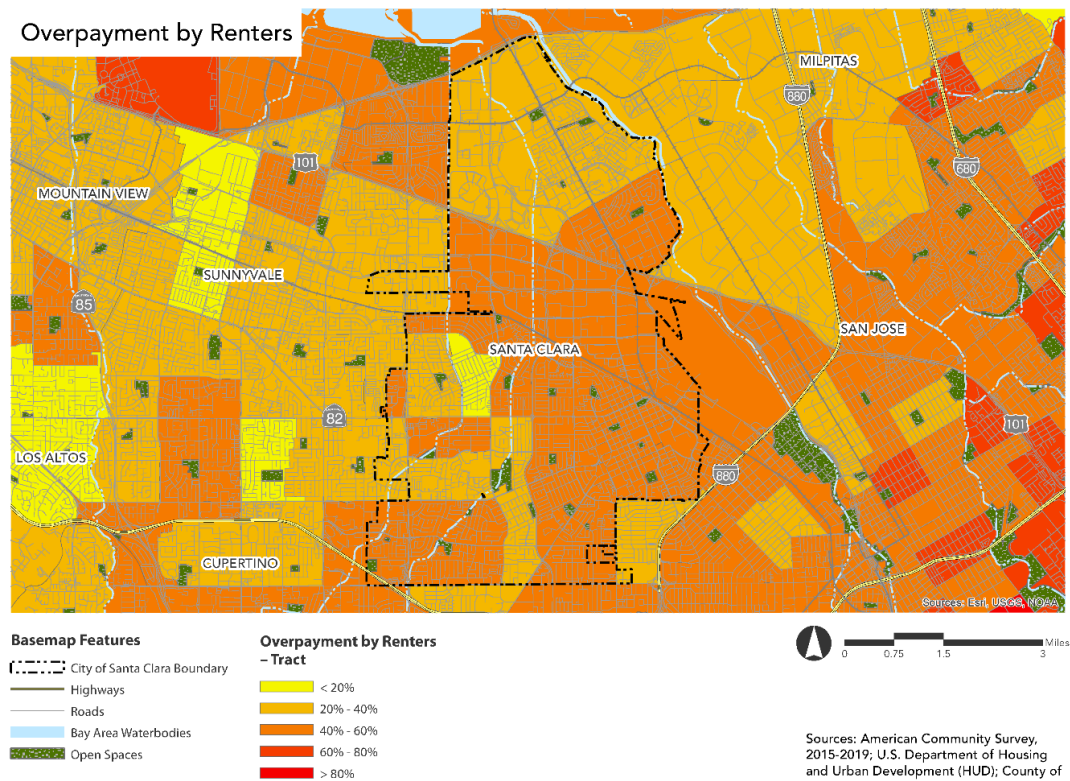 Overpayment by Renters
MILPITAS
880
101
680
MOUNTAIN VIEW
SUNNYVALE
85
SAN JOSE
SANTA CLARA
82
101
LOS ALTOS
880
CUPERTINO
Sources: Esri, USGS, NOAA
Basemap Features
City of Santa Clara Boundary
Highways
Roads
Bay Area Waterbodies
Open Spaces
Overpayment by Renters
– Tract
< 20%
20% - 40%
40% - 60%
60% - 80%
> 80%
Miles
0 0.75 1.5 3
Sources: American Community Survey,
2015-2019; U.S. Department of Housing
and Urban Development (HUD); County of